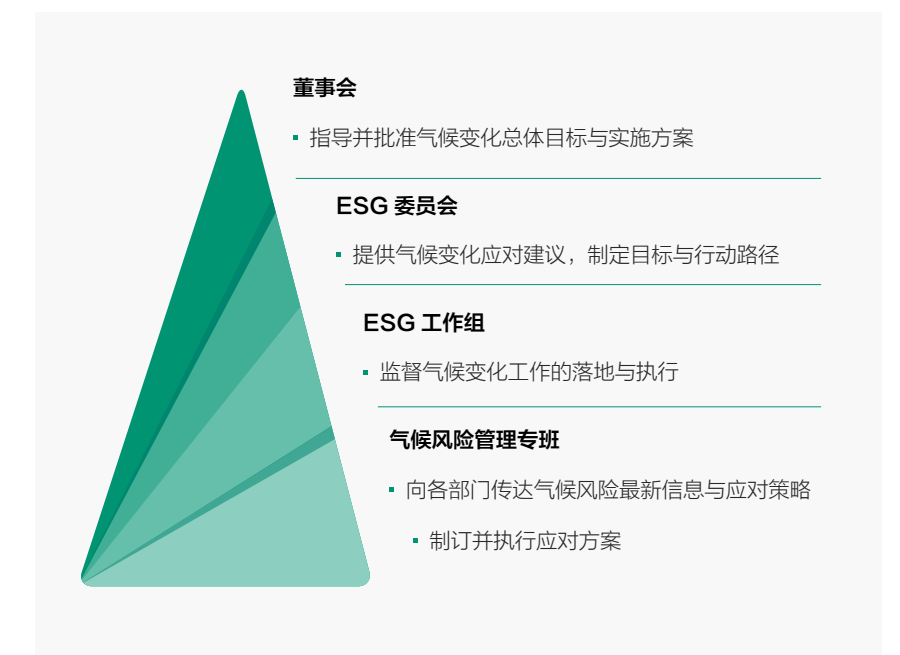 董事会
指导并批准气候变化总体目标与实施方案
ESG 委员会
提供气候变化应对建议，制定目标与行动路径
ESG 工作组
监督气候变化工作的落地与执行
气候风险管理专班
向各部门传达气候风险最新信息与应对策略
制订并执行应对方案